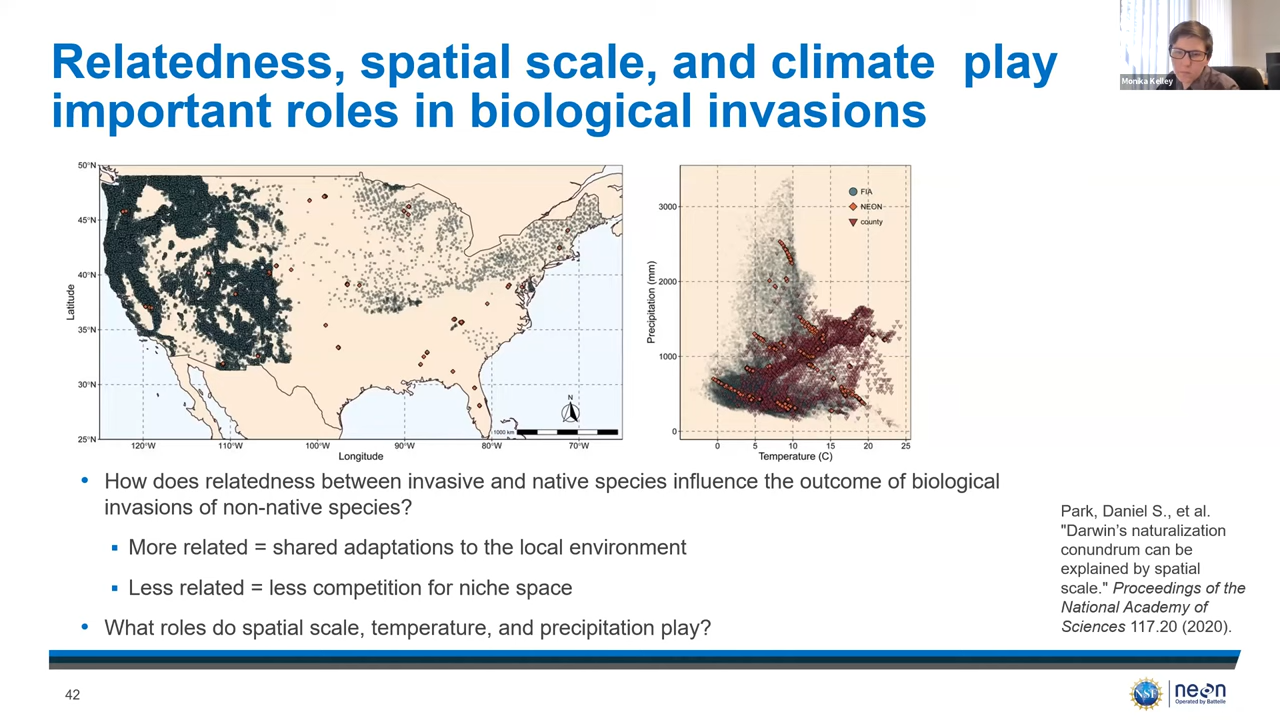 Relatedness, spatial scale, and climate play
important roles in biological invasions
Monika Kelley
50°N
45°N
40°N
35°N
30°N
25°N
Latitude
120°W
110°W
100°W
90°W
80°W
70°W
Longitude
N
1000 km
3000
2000
1000
0
Precipitation (mm)
0
5
10
15
20
25
Temperature (C)
FIA
NEON
county
• How does relatedness between invasive and native species influence the outcome of biological
invasions of non-native species?
▪ More related = shared adaptations to the local environment
▪ Less related = less competition for niche space
• What roles do spatial scale, temperature, and precipitation play?
Park, Daniel S., et al.
"Darwin's naturalization
conundrum can be
explained by spatial
scale." Proceedings of the
National Academy of
Sciences 117.20 (2020).
42
NSF
neon
Operated by Battelle